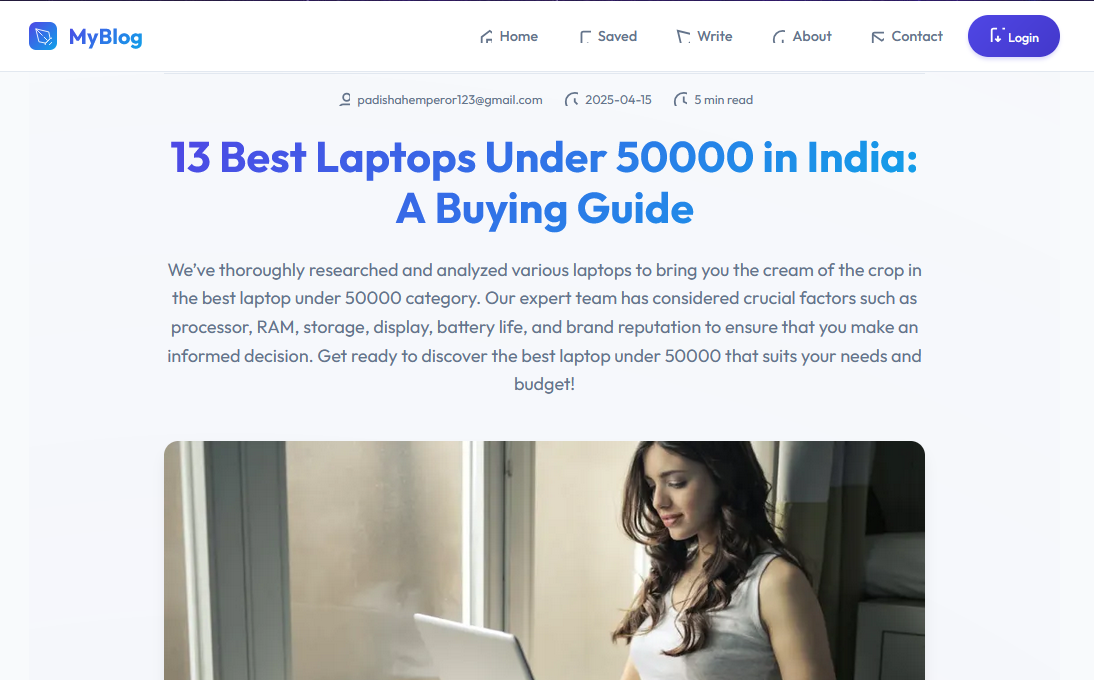 MyBlog
Home Saved Write About Contact Login
padishahemperor123@gmail.com 2025-04-15 5 min read
13 Best Laptops Under 50000 in India:
A Buying Guide
We’ve thoroughly researched and analyzed various laptops to bring you the cream of the crop in
the best laptop under 50000 category. Our expert team has considered crucial factors such as
processor, RAM, storage, display, battery life, and brand reputation to ensure that you make an
informed decision. Get ready to discover the best laptop under 50000 that suits your needs and
budget!